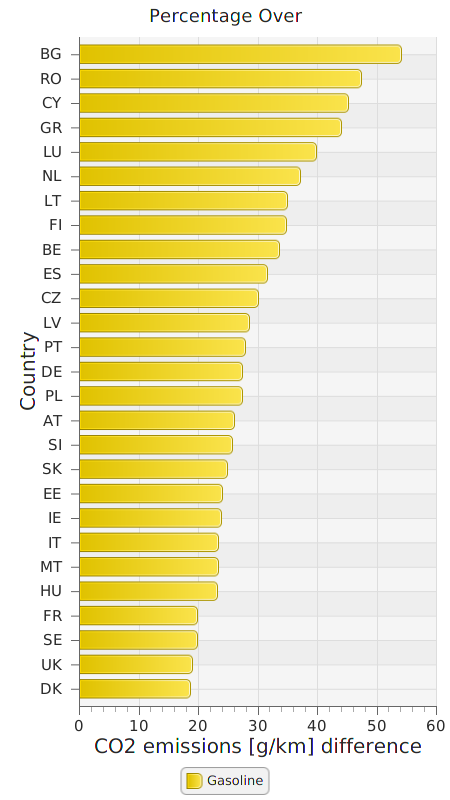 Percentage Over
BG
RO
CY
GR
LU
NL
LT
FI
BE
ES
CZ
LV
PT
DE
PL
AT
SI
SK
EE
IE
IT
MT
HU
FR
SE
UK
DK
Country
0 10 20 30 40 50 60
CO2 emissions [g/km] difference
Gasoline